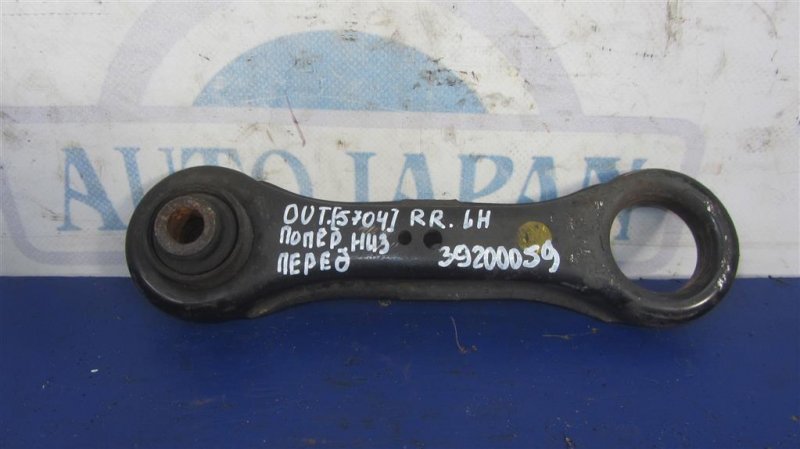 AUTO JAPAN
OUT.[5704] RR. LH
ПОПЕР НИЗ
ПЕРЕД 39200059